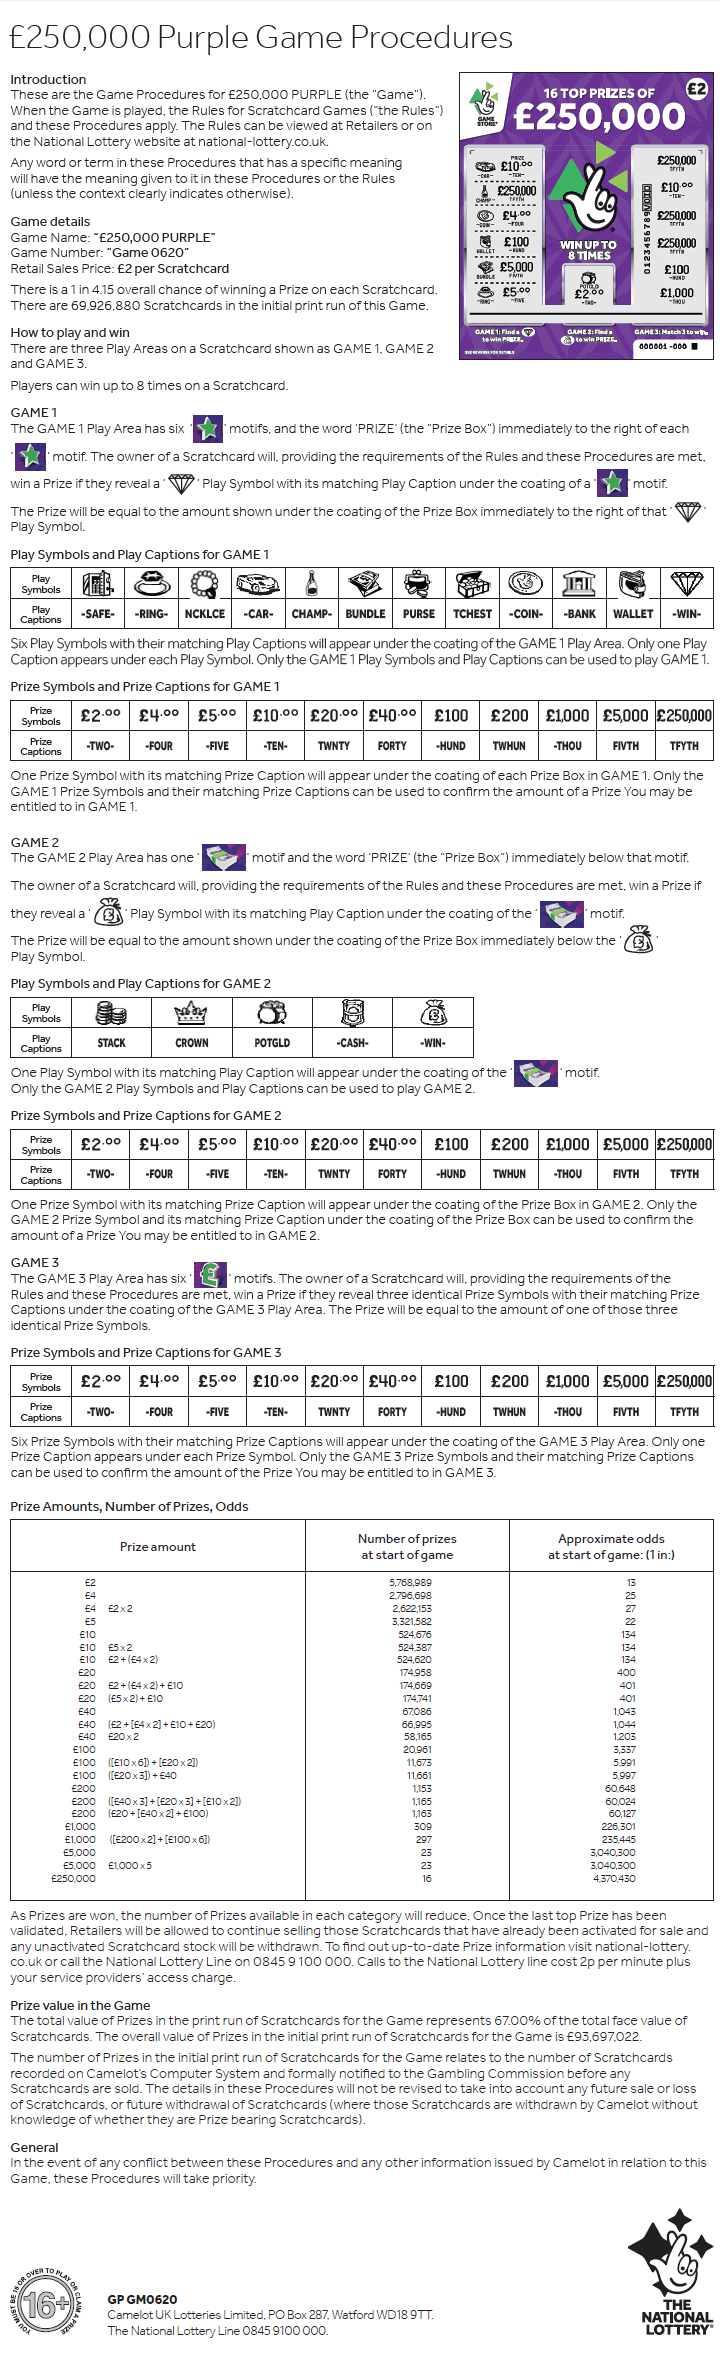 £250,000 Purple Game Procedures
Introduction
These are the Game Procedures for £250,000 PURPLE (the "Game").
When the Game is played, the Rules for Scratchcard Games ("the Rules")
and these Procedures apply. The Rules can be viewed at Retailers or on
the National Lottery website at national-lottery.co.uk.
Any word or term in these Procedures that has a specific meaning
will have the meaning given to it in these Procedures or the Rules
(unless the context clearly indicates otherwise).
Game details
Game Name: "£250,000 PURPLE"
Game Number: "Game 0620"
Retail Sales Price: £2 per Scratchcard
There is a 1 in 4.15 overall chance of winning a Prize on each Scratchcard.
There are 69,926,880 Scratchcards in the initial print run of this Game.
How to play and win
There are three Play Areas on a Scratchcard shown as GAME 1, GAME 2
and GAME 3.
Players can win up to 8 times on a Scratchcard.
GAME STORE
£2
16 TOP PRIZES OF
£250,000
PRIZE
£10.00
-CAR- -TEN-
£250,000
CHAMP- TFYTH
£4.00
-COIN- -FOUR
£100
WALLET -HUND
£5,000
BUNDLE FIVTH
£5.00
-RING- -FIVE
WIN UP TO
8 TIMES
POTGLD
£2.00
-TWO-
0123456789 VOID
£250,000
TFYTH
£10.00
-TEN-
£250,000
TFYTH
£250,000
TFYTH
£100
-HUND
£1,000
-THOU
GAME 1: Find a
to win PRIZE.
GAME 2: Find a
to win PRIZE.
GAME 3: Match 3 to win.
SEE REVERSE FOR DETAILS
000001-000
GAME 1
The GAME 1 Play Area has six ' ' motifs, and the word 'PRIZE' (the "Prize Box") immediately to the right of each
' ' motif. The owner of a Scratchcard will, providing the requirements of the Rules and these Procedures are met,
win a Prize if they reveal a ' ' Play Symbol with its matching Play Caption under the coating of a ' ' motif.
The Prize will be equal to the amount shown under the coating of the Prize Box immediately to the right of that ' '
Play Symbol.
Play Symbols and Play Captions for GAME 1
Play Symbols
Play Captions -SAFE- -RING- NCKLCE -CAR- CHAMP- BUNDLE PURSE TCHEST -COIN- -BANK WALLET -WIN-
Six Play Symbols with their matching Play Captions will appear under the coating of the GAME 1 Play Area. Only one Play
Caption appears under each Play Symbol. Only the GAME 1 Play Symbols and Play Captions can be used to play GAME 1.
Prize Symbols and Prize Captions for GAME 1
Prize Symbols £2.00 £4.00 £5.00 £10.00 £20.00 £40.00 £100 £200 £1,000 £5,000 £250,000
Prize Captions -TWO- -FOUR -FIVE -TEN- TWNTY FORTY -HUND TWHUN -THOU FIVTH TFYTH
One Prize Symbol with its matching Prize Caption will appear under the coating of each Prize Box in GAME 1. Only the
GAME 1 Prize Symbols and their matching Prize Captions can be used to confirm the amount of a Prize You may be
entitled to in GAME 1.
GAME 2
The GAME 2 Play Area has one ' ' motif and the word 'PRIZE' (the "Prize Box") immediately below that motif.
The owner of a Scratchcard will, providing the requirements of the Rules and these Procedures are met, win a Prize if
they reveal a ' ' Play Symbol with its matching Play Caption under the coating of the ' ' motif.
The Prize will be equal to the amount shown under the coating of the Prize Box immediately below the ' '
Play Symbol.
Play Symbols and Play Captions for GAME 2
Play Symbols
Play Captions STACK CROWN POTGLD -CASH- -WIN-
One Play Symbol with its matching Play Caption will appear under the coating of the ' ' motif.
Only the GAME 2 Play Symbols and Play Captions can be used to play GAME 2.
Prize Symbols and Prize Captions for GAME 2
Prize Symbols £2.00 £4.00 £5.00 £10.00 £20.00 £40.00 £100 £200 £1,000 £5,000 £250,000
Prize Captions -TWO- -FOUR -FIVE -TEN- TWNTY FORTY -HUND TWHUN -THOU FIVTH TFYTH
One Prize Symbol with its matching Prize Caption will appear under the coating of the Prize Box in GAME 2. Only the
GAME 2 Prize Symbol and its matching Prize Caption under the coating of the Prize Box can be used to confirm the
amount of a Prize You may be entitled to in GAME 2.
GAME 3
The GAME 3 Play Area has six ' £ ' motifs. The owner of a Scratchcard will, providing the requirements of the
Rules and these Procedures are met, win a Prize if they reveal three identical Prize Symbols with their matching Prize
Captions under the coating of the GAME 3 Play Area. The Prize will be equal to the amount of one of those three
identical Prize Symbols.
Prize Symbols and Prize Captions for GAME 3
Prize Symbols £2.00 £4.00 £5.00 £10.00 £20.00 £40.00 £100 £200 £1,000 £5,000 £250,000
Prize Captions -TWO- -FOUR -FIVE -TEN- TWNTY FORTY -HUND TWHUN -THOU FIVTH TFYTH
Six Prize Symbols with their matching Prize Captions will appear under the coating of the GAME 3 Play Area. Only one
Prize Caption appears under each Prize Symbol. Only the GAME 3 Prize Symbols and their matching Prize Captions
can be used to confirm the amount of the Prize You may be entitled to in GAME 3.
Prize Amounts, Number of Prizes, Odds
Prize amount Number of prizes at start of game Approximate odds at start of game: (1 in:)
£2 5,768,989 13
£4 2,796,698 25
£4 £2 x 2 2,622,153 27
£5 3,321,582 22
£10 524,676 134
£10 £5 x 2 524,387 134
£10 £2 + (£4 x 2) 524,620 134
£20 174,958 400
£20 £2 + (£4 x 2) + £10 174,669 401
£20 (£5 x 2) + £10 174,741 401
£40 67,086 1,043
£40 (£2 + [£4 x 2] + £10 + £20) 66,995 1,044
£40 £20 x 2 58,165 1,203
£100 20,961 3,337
£100 ([£10 x 6]) + [£20 x 2]) 11,673 5,991
£100 ([£20 x 3]) + £40 11,661 5,997
£200 1,153 60,648
£200 ([£40 x 3] + [£20 x 3] + [£10 x 2]) 1,165 60,024
£200 (£20 + [£40 x 2] + £100) 1,163 60,127
£1,000 309 226,301
£1,000 ([£200 x 2] + [£100 x 6]) 297 235,445
£5,000 23 3,040,300
£5,000 £1,000 x 5 23 3,040,300
£250,000 16 4,370,430
As Prizes are won, the number of Prizes available in each category will reduce. Once the last top Prize has been
validated, Retailers will be allowed to continue selling those Scratchcards that have already been activated for sale and
any unactivated Scratchcard stock will be withdrawn. To find out up-to-date Prize information visit national-lottery.
co.uk or call the National Lottery Line on 0845 9 100 000. Calls to the National Lottery line cost 2p per minute plus
your service providers' access charge.
Prize value in the Game
The total value of Prizes in the print run of Scratchcards for the Game represents 67.00% of the total face value of
Scratchcards. The overall value of Prizes in the initial print run of Scratchcards for the Game is £93,697,022.
The number of Prizes in the initial print run of Scratchcards for the Game relates to the number of Scratchcards
recorded on Camelot's Computer System and formally notified to the Gambling Commission before any
Scratchcards are sold. The details in these Procedures will not be revised to take into account any future sale or loss
of Scratchcards, or future withdrawal of Scratchcards (where those Scratchcards are withdrawn by Camelot without
knowledge of whether they are Prize bearing Scratchcards).
General
In the event of any conflict between these Procedures and any other information issued by Camelot in relation to this
Game, these Procedures will take priority.
YOU MUST BE 16 OR OVER TO PLAY OR CLAIM A PRIZE
16+
GP GM0620
Camelot UK Lotteries Limited, PO Box 287, Watford WD18 9TT.
The National Lottery Line 0845 9100 000.
THE
NATIONAL
LOTTERY®